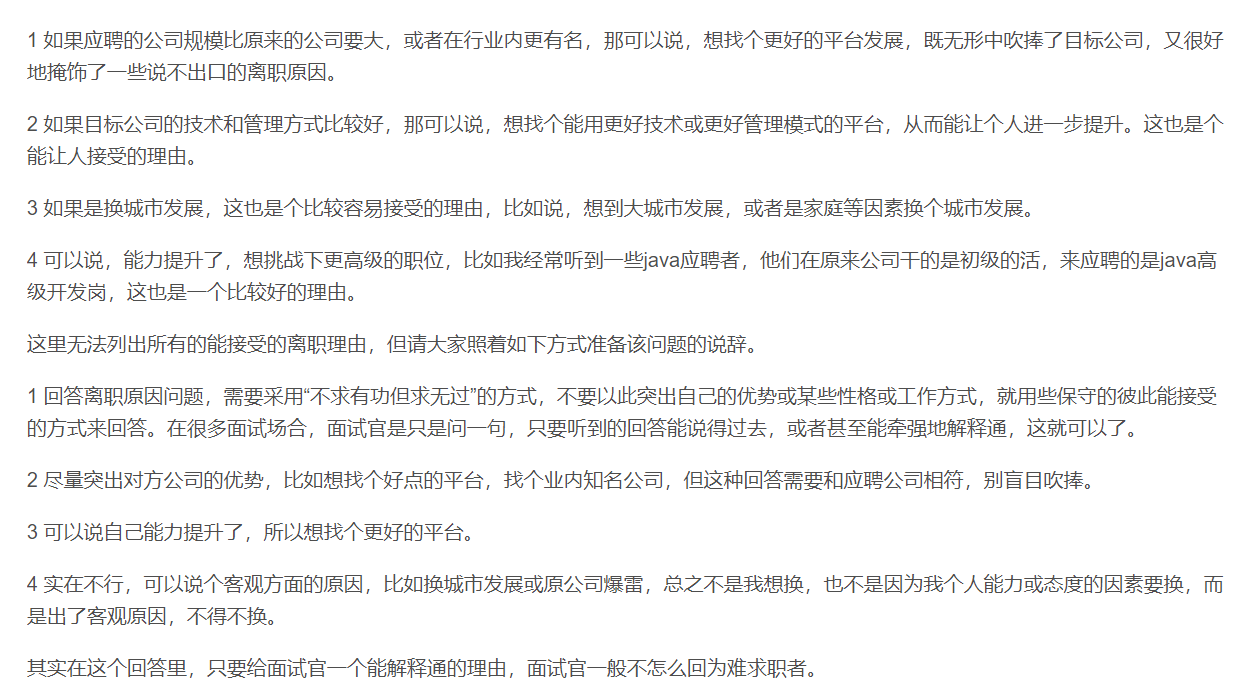 1 如果应聘的公司规模比原来的公司要大，或者在行业内更有名，那可以说，想找个更好的平台发展，既无形中吹捧了目标公司，又很好
地掩饰了一些说不出口的离职原因。
2 如果目标公司的技术和管理方式比较好，那可以说，想找个能用更好技术或更好管理模式的平台，从而能让个人进一步提升。这也是个
能让人接受的理由。
3 如果是换城市发展，这也是个比较容易接受的理由，比如说，想到大城市发展，或者是家庭等因素换个城市发展。
4 可以说，能力提升了，想挑战下更高级的职位，比如我经常听到一些java应聘者，他们在原来公司干的是初级的活，来应聘的是java高
级开发岗，这也是一个比较好的理由。
这里无法列出所有的能接受的离职理由，但请大家照着如下方式准备该问题的说辞。
1 回答离职原因问题，需要采用“不求有功但求无过”的方式，不要以此突出自己的优势或某些性格或工作方式，就用些保守的彼此能接受
的方式来回答。在很多面试场合，面试官是只是问一句，只要听到的回答能说得过去，或者甚至能牵强地解释通，这就可以了。
2 尽量突出对方公司的优势，比如想找个好点的平台，找个业内知名公司，但这种回答需要和应聘公司相符，别盲目吹捧。
3 可以说自己能力提升了，所以想找个更好的平台。
4 实在不行，可以说个客观方面的原因，比如换城市发展或原公司爆雷，总之不是我想换，也不是因为我个人能力或态度的因素要换，而
是出了客观原因，不得不换。
其实在这个回答里，只要给面试官一个能解释通的理由，面试官一般不怎么回为难求职者。